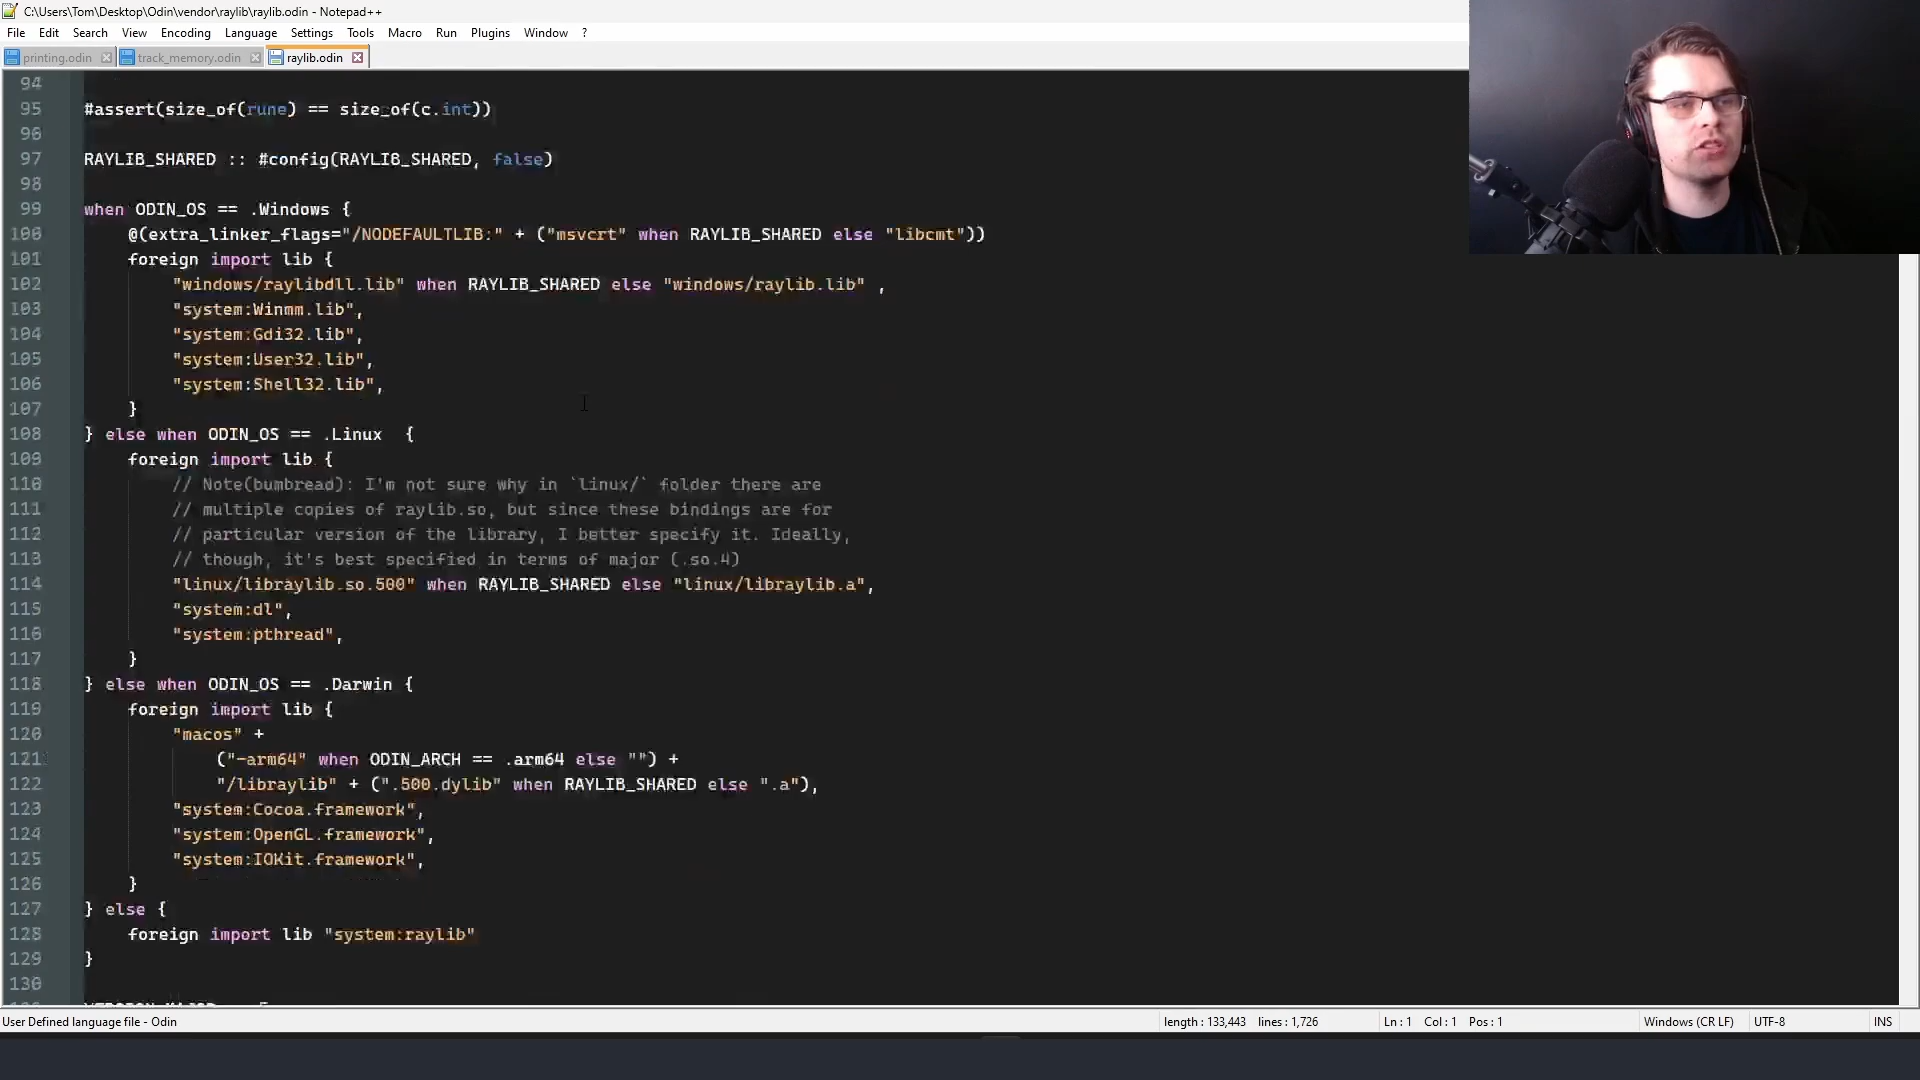 C:\Users\Tom\Desktop\Odin\vendor\raylib\raylib.odin - Notepad++
File Edit Search View Encoding Language Settings Tools Macro Run Plugins Window ?
printing.odin track_memory.odin raylib.odin
94
95 #assert(size_of(rune) == size_of(c.int))
96
97 RAYLIB_SHARED :: #config(RAYLIB_SHARED, false)
98
99 when ODIN_OS == .Windows {
100 @(extra_linker_flags="/NODEFAULTLIB:" + ("msvcrt" when RAYLIB_SHARED else "libcmt"))
101 foreign import lib {
102 "windows/raylibdll.lib" when RAYLIB_SHARED else "windows/raylib.lib" ,
103 "system:Winmm.lib",
104 "system:Gdi32.lib",
105 "system:User32.lib",
106 "system:Shell32.lib",
107 }
108 } else when ODIN_OS == .Linux {
109 foreign import lib {
110 // Note(bumbread): I'm not sure why in `linux/` folder there are
111 // multiple copies of raylib.so, but since these bindings are for
112 // particular version of the library, I better specify it. Ideally,
113 // though, it's best specified in terms of major (.so.4)
114 "linux/libraylib.so.500" when RAYLIB_SHARED else "linux/libraylib.a",
115 "system:dl",
116 "system:pthread",
117 }
118 } else when ODIN_OS == .Darwin {
119 foreign import lib {
120 "macos" +
121 ("-arm64" when ODIN_ARCH == .arm64 else "") +
122 "/libraylib" + (".500.dylib" when RAYLIB_SHARED else ".a"),
123 "system:Cocoa.framework",
124 "system:OpenGL.framework",
125 "system:IOKit.framework",
126 }
127 } else {
128 foreign import lib "system:raylib"
129 }
130
User Defined language file - Odin length : 133,443 lines : 1,726 Ln : 1 Col : 1 Pos : 1 Windows (CR LF) UTF-8 INS